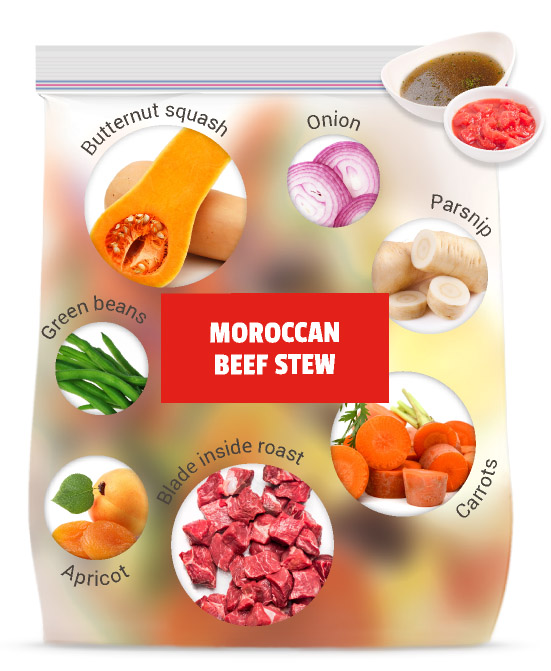 Butternut squash
Onion
Parsnip
Green beans
MOROCCAN
BEEF STEW
Blade inside roast
Carrots
Apricot